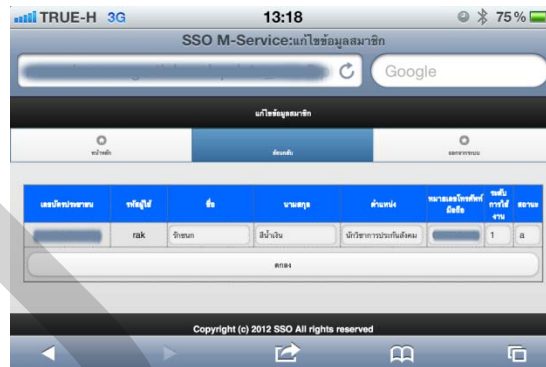 TRUE-H 3G 13:18 75%
SSO M-Service:แก้ไขข้อมูลสมาชิก
Google
แก้ไขข้อมูลสมาชิก
หน้าหลัก ย้อนกลับ ออกจากระบบ
เลขบัตรประชาชน รหัสผู้ใช้ ชื่อ นามสกุล ตำแหน่ง หมายเลขโทรศัพท์มือถือ ระดับการใช้งาน สถานะ
rak รักชนก สีน้ำเงิน นักวิชาการประกันสังคม 1 a
ตกลง
Copyright (c) 2012 SSO All rights reserved